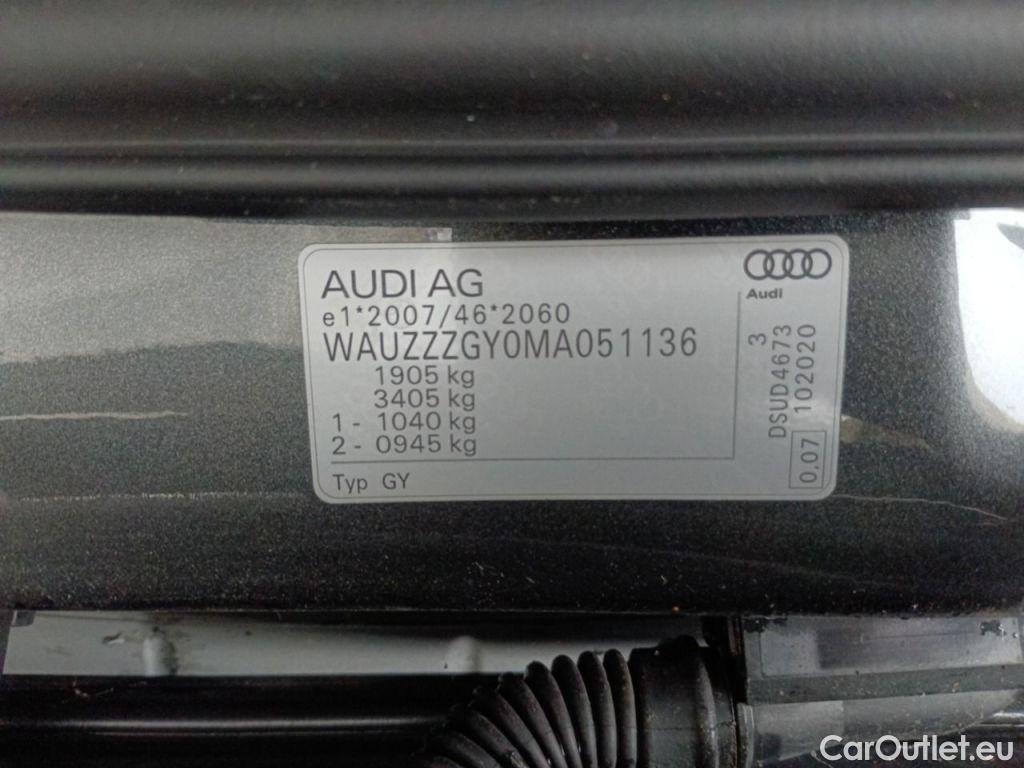 AUDI AG
e1*2007/46*2060
WAUZZZGY0MA051136
1905 kg
3405 kg
1 - 1040 kg
2 - 0945 kg
Typ GY
Audi
3
DSUD4673
0.07 102020
CarOutlet.eu